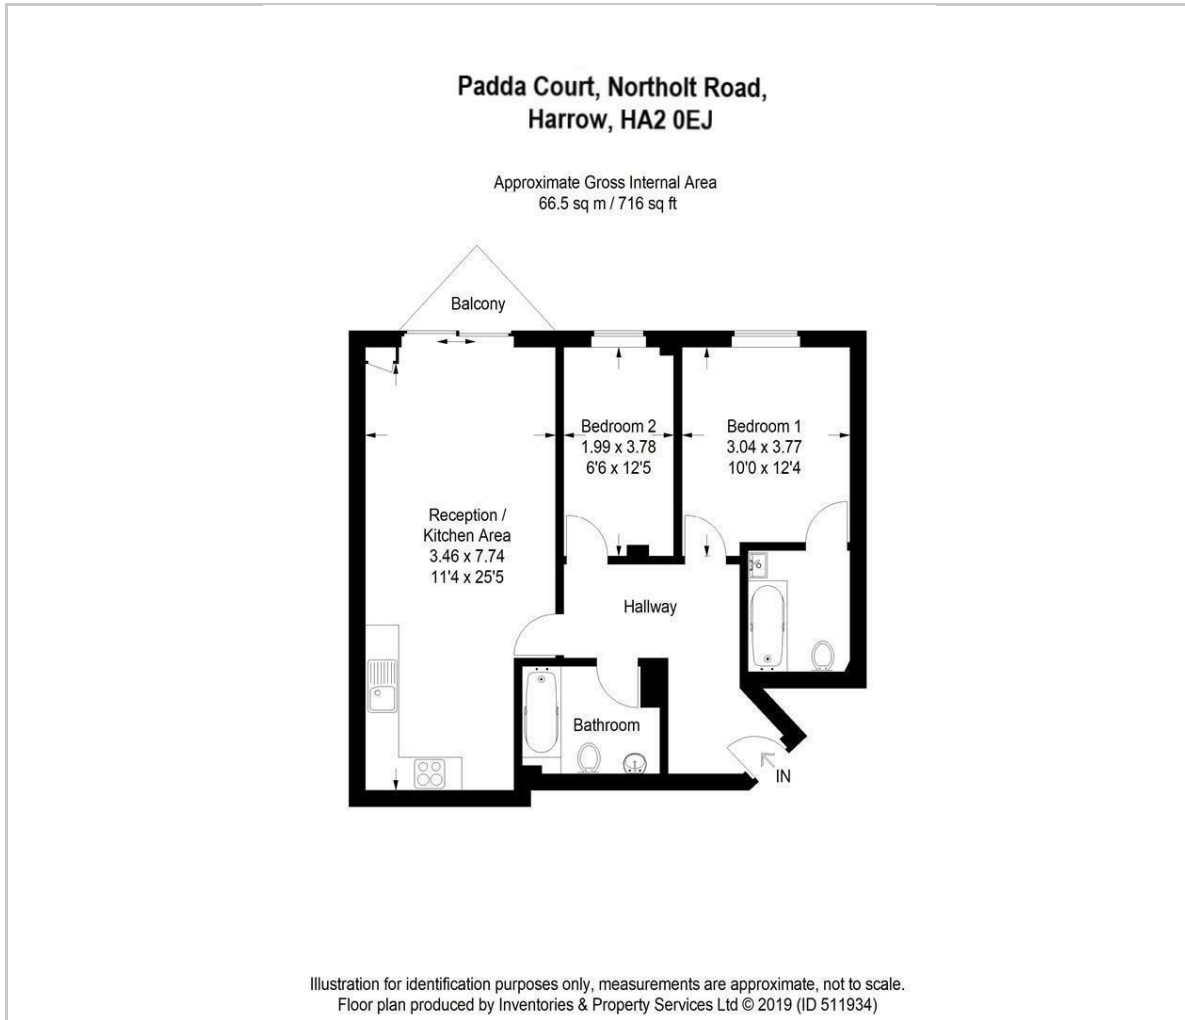 Padda Court, Northolt Road,
Harrow, HA2 0EJ
Approximate Gross Internal Area
66.5 sq m / 716 sq ft
Balcony
Bedroom 2
1.99 x 3.78
6'6 x 12'5
Bedroom 1
3.04 x 3.77
10'0 x 12'4
Reception /
Kitchen Area
3.46 x 7.74
11'4 x 25'5
Hallway
Bathroom
IN
Illustration for identification purposes only, measurements are approximate, not to scale.
Floor plan produced by Inventories & Property Services Ltd © 2019 (ID 511934)